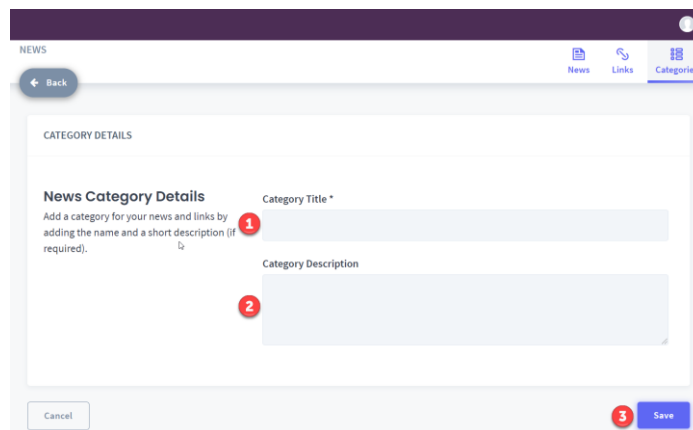 NEWS
News
Links
Categorie
Back
CATEGORY DETAILS
News Category Details
Add a category for your news and links by
adding the name and a short description (if
required).
Category Title *
1
Category Description
2
Cancel
3
Save